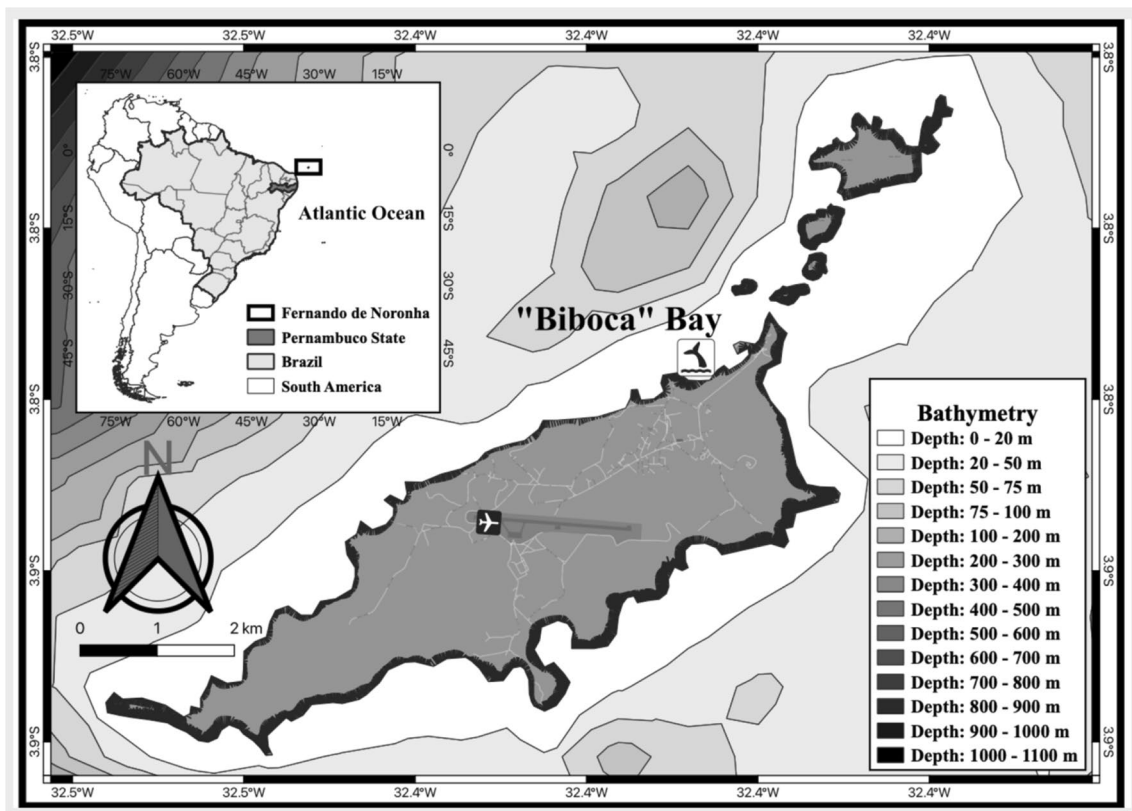 32.5°W 32.4°W 32.4°W 32.4°W 32.4°W 32.4°W
3.8°S 3.8°S
75°W 60°W 45°W 30°W 15°W
0° 0°
Atlantic Ocean
15°S 15°S
3.8°S 3.8°S
30°S 30°S
Fernando de Noronha
"Biboca" Bay
Pernambuco State
45°S 45°S
Brazil
South America
75°W 60°W 45°W 30°W 15°W
3.8°S 3.8°S
Bathymetry
Depth: 0 - 20 m
Depth: 20 - 50 m
Depth: 50 - 75 m
Depth: 75 - 100 m
Depth: 100 - 200 m
Depth: 200 - 300 m
Depth: 300 - 400 m
Depth: 400 - 500 m
Depth: 500 - 600 m
Depth: 600 - 700 m
Depth: 700 - 800 m
Depth: 800 - 900 m
Depth: 900 - 1000 m
Depth: 1000 - 1100 m
N
3.9°S 3.9°S
0 1 2 km
3.9°S 3.9°S
32.5°W 32.5°W 32.4°W 32.4°W 32.4°W 32.4°W